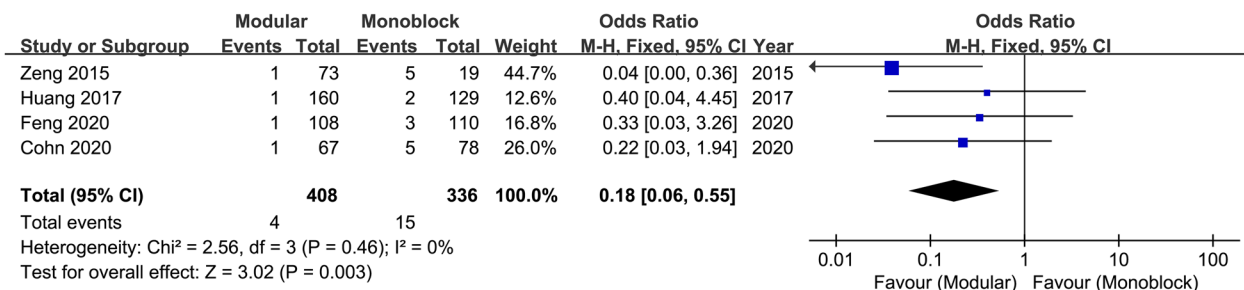 Modular Monoblock Odds Ratio Odds Ratio
Study or Subgroup Events Total Events Total Weight M-H, Fixed, 95% CI Year M-H, Fixed, 95% CI
Zeng 2015 1 73 5 19 44.7% 0.04 [0.00, 0.36] 2015
Huang 2017 1 160 2 129 12.6% 0.40 [0.04, 4.45] 2017
Feng 2020 1 108 3 110 16.8% 0.33 [0.03, 3.26] 2020
Cohn 2020 1 67 5 78 26.0% 0.22 [0.03, 1.94] 2020
Total (95% CI) 408 336 100.0% 0.18 [0.06, 0.55]
Total events 4 15
Heterogeneity: Chi² = 2.56, df = 3 (P = 0.46); I² = 0%
Test for overall effect: Z = 3.02 (P = 0.003)
0.01 0.1 1 10 100
Favour (Modular) Favour (Monoblock)